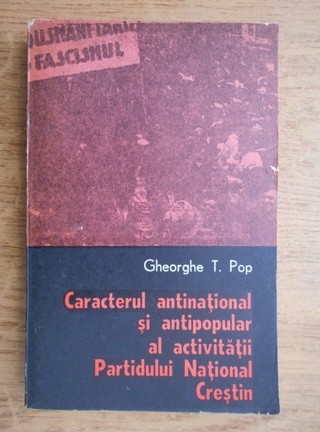 FASCISMUL
Gheorghe T. Pop
Caracterul antinațional
și antipopular
al activității
Partidului Național
Creștin